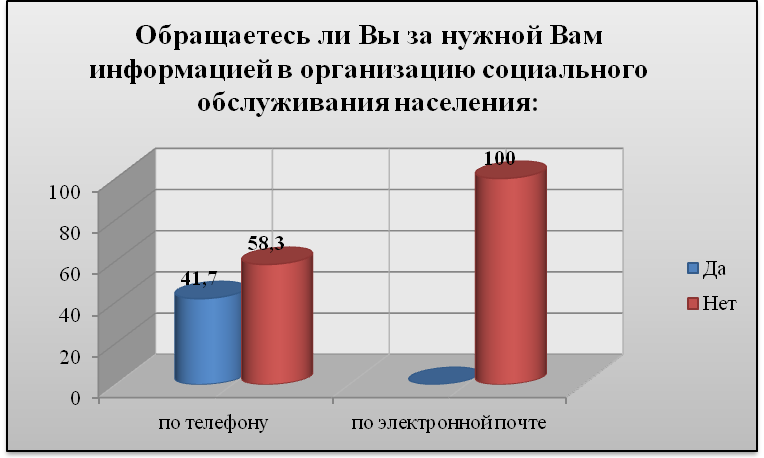 Обращаетесь ли Вы за нужной Вам
информацией в организацию социального
обслуживания населения:
100
80
60
40
20
0
41,7
58,3
100
по телефону
по электронной почте
Да
Нет